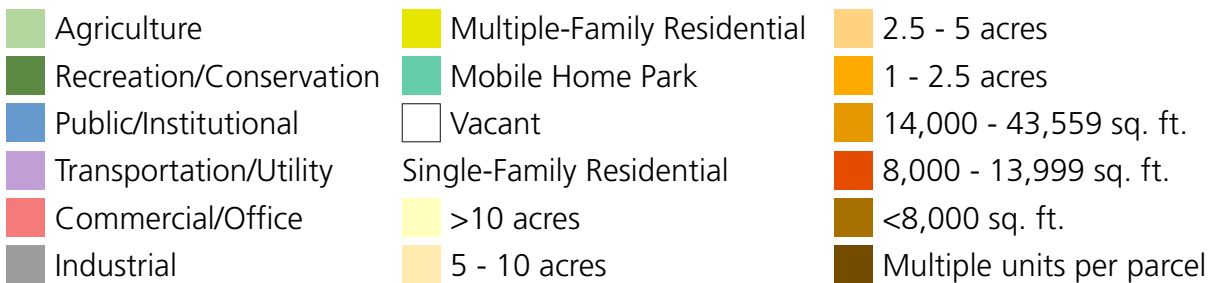 Agriculture
Recreation/Conservation
Public/Institutional
Transportation/Utility
Commercial/Office
Industrial
Multiple-Family Residential
Mobile Home Park
Vacant
Single-Family Residential
>10 acres
5 - 10 acres
2.5 - 5 acres
1 - 2.5 acres
14,000 - 43,559 sq. ft.
8,000 - 13,999 sq. ft.
<8,000 sq. ft.
Multiple units per parcel